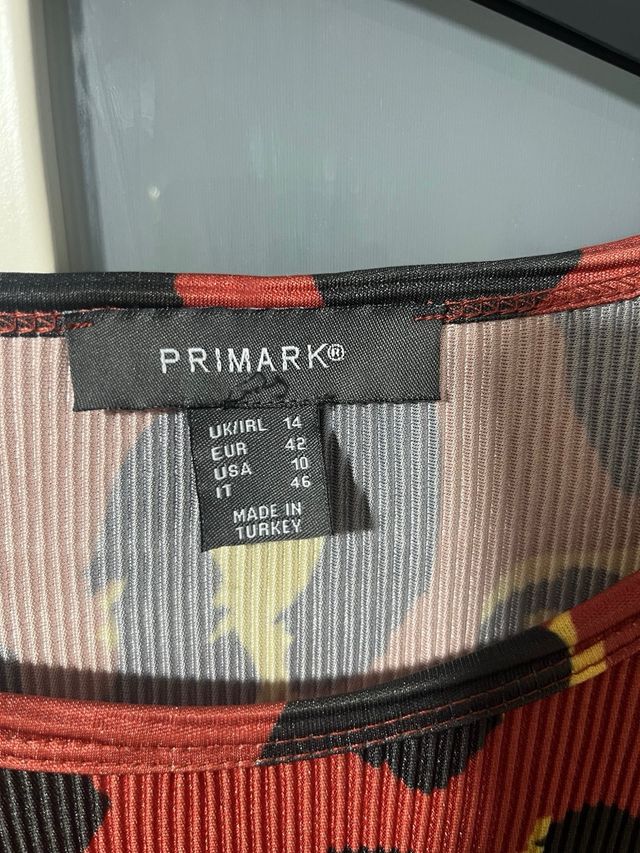 PRIMARK®
UK/IRL 14
EUR 42
USA 10
IT 46
MADE IN
TURKEY